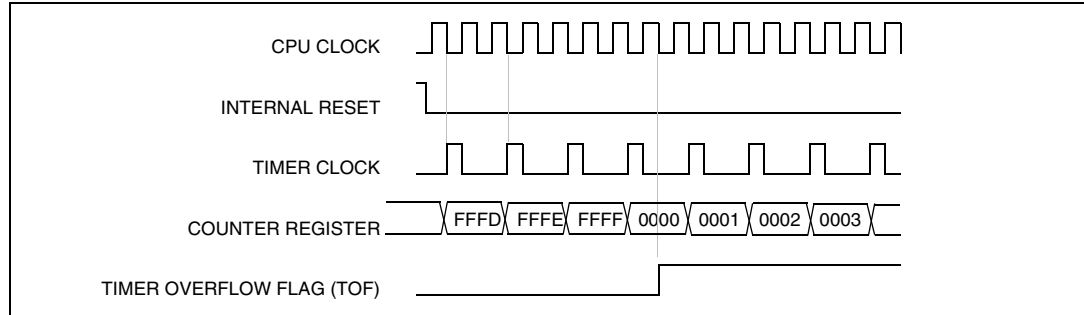 CPU CLOCK
INTERNAL RESET
TIMER CLOCK
COUNTER REGISTER FFFD FFFE FFFF 0000 0001 0002 0003
TIMER OVERFLOW FLAG (TOF)